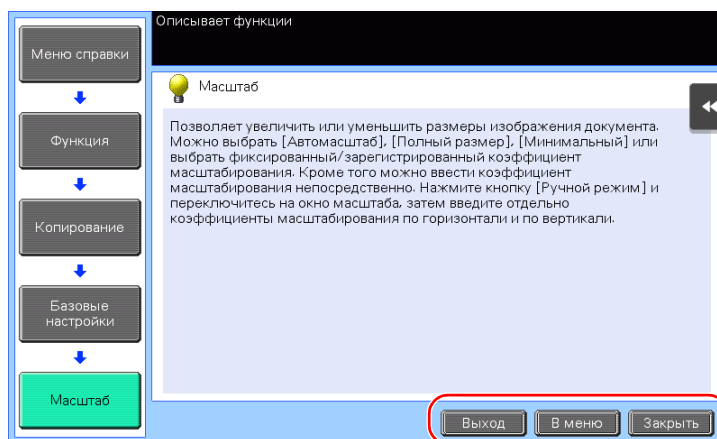 Описывает функции
Меню справки
Функция
Копирование
Базовые
настройки
Масштаб
Масштаб
Позволяет увеличить или уменьшить размеры изображения документа.
Можно выбрать [Автомасштаб], [Полный размер], [Минимальный] или
выбрать фиксированный/зарегистрированный коэффициент
масштабирования. Кроме того можно ввести коэффициент
масштабирования непосредственно. Нажмите кнопку [Ручной режим] и
переключитесь на окно масштаба, затем введите отдельно
коэффициенты масштабирования по горизонтали и по вертикали.
Выход
В меню
Закрыть